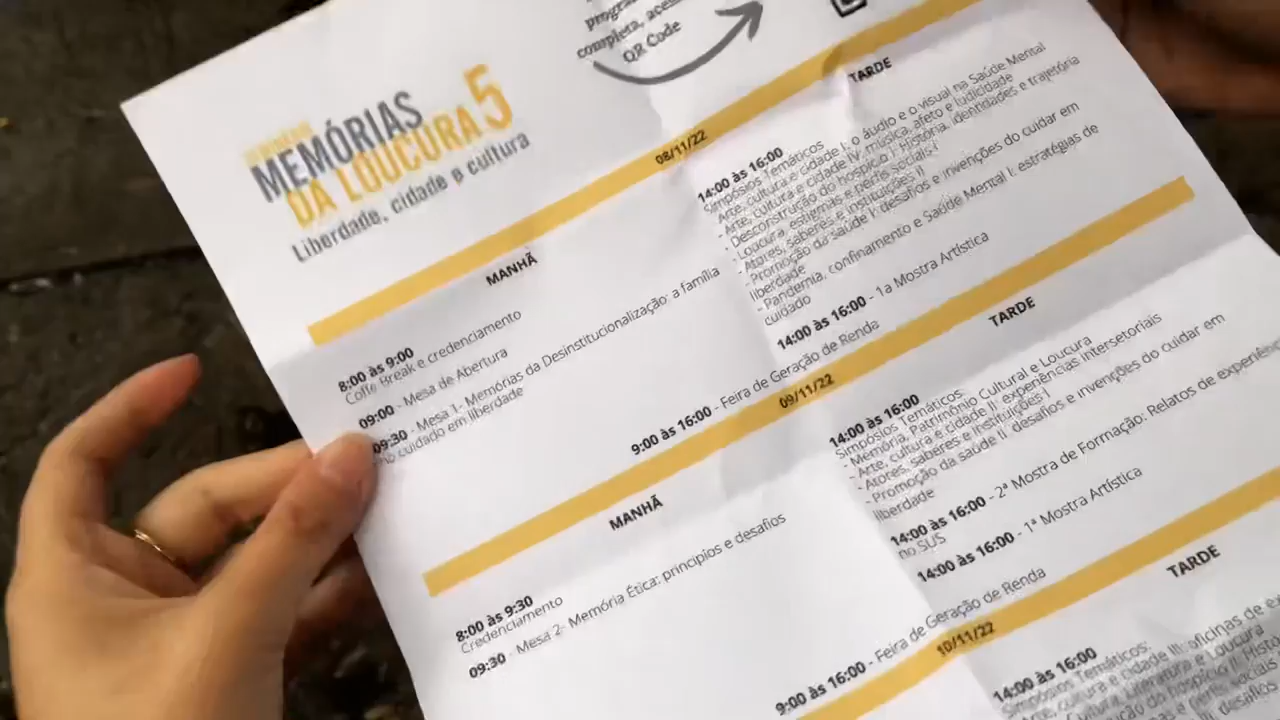 completa, acesse
QR Code
MEMÓRIAS
DA LOUCURA 5
Liberdade, cidade e cultura
08/11/22
MANHÃ
8:00 às 9:00
Coffe Break e credenciamento
09:00 - Mesa de Abertura
09:30 - Mesa 1- Memórias da Desinstitucionalização: a família
no cuidado em liberdade
TARDE
14:00 às 16:00
Simpósios Temáticos
- Arte, cultura e cidade I: o áudio e o visual na Saúde Mental
- Arte, cultura e cidade IV: música, afeto e ludicidade
- Desconstrução do hospício I: História, identidades e trajetória
- Loucura, estigmas e perfis Sociais I
- Atores, saberes e instituições II
- Promoção da saúde I: desafios e invenções do cuidar em
liberdade
- Pandemia, confinamento e Saúde Mental I: estratégias de
cuidado
14:00 às 16:00 - 1a Mostra Artística
9:00 às 16:00 - Feira de Geração de Renda
09/11/22
MANHÃ
8:00 às 9:30
Credenciamento
09:30 - Mesa 2- Memória Ética: principios e desafios
TARDE
14:00 às 16:00
Simpósios Temáticos:
- Memória, Patrimônio Cultural e Loucura
- Arte, cultura e cidade II: experiências intersetoriais
- Atores, saberes e instituições I
- Promoção da saúde II: desafios e invenções do cuidar em
liberdade
14:00 às 16:00 - 2ª Mostra de Formação: Relatos de experiênc
no SUS
14:00 às 16:00 - 1ª Mostra Artística
9:00 às 16:00 - Feira de Geração de Renda
10/11/22
TARDE
14:00 às 16:00
Simpósios Temáticos:
- Arte, cultura e cidade III: oficinas de ex